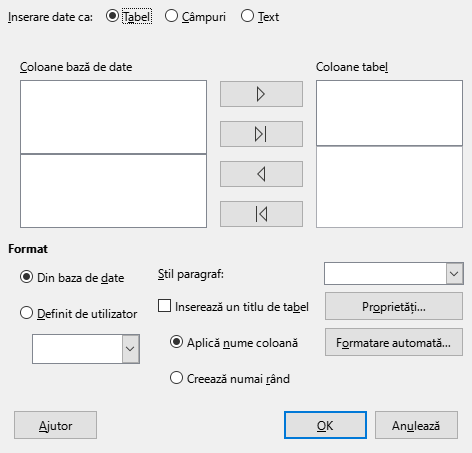 Inserare date ca: Tabel Câmpuri Text
Coloane bază de date Coloane tabel
Format
Din baza de date Stil paragraf:
Definit de utilizator Inserează un titlu de tabel Proprietăți...
Aplică nume coloană Formatare automată...
Creează numai rând
Ajutor OK Anulează